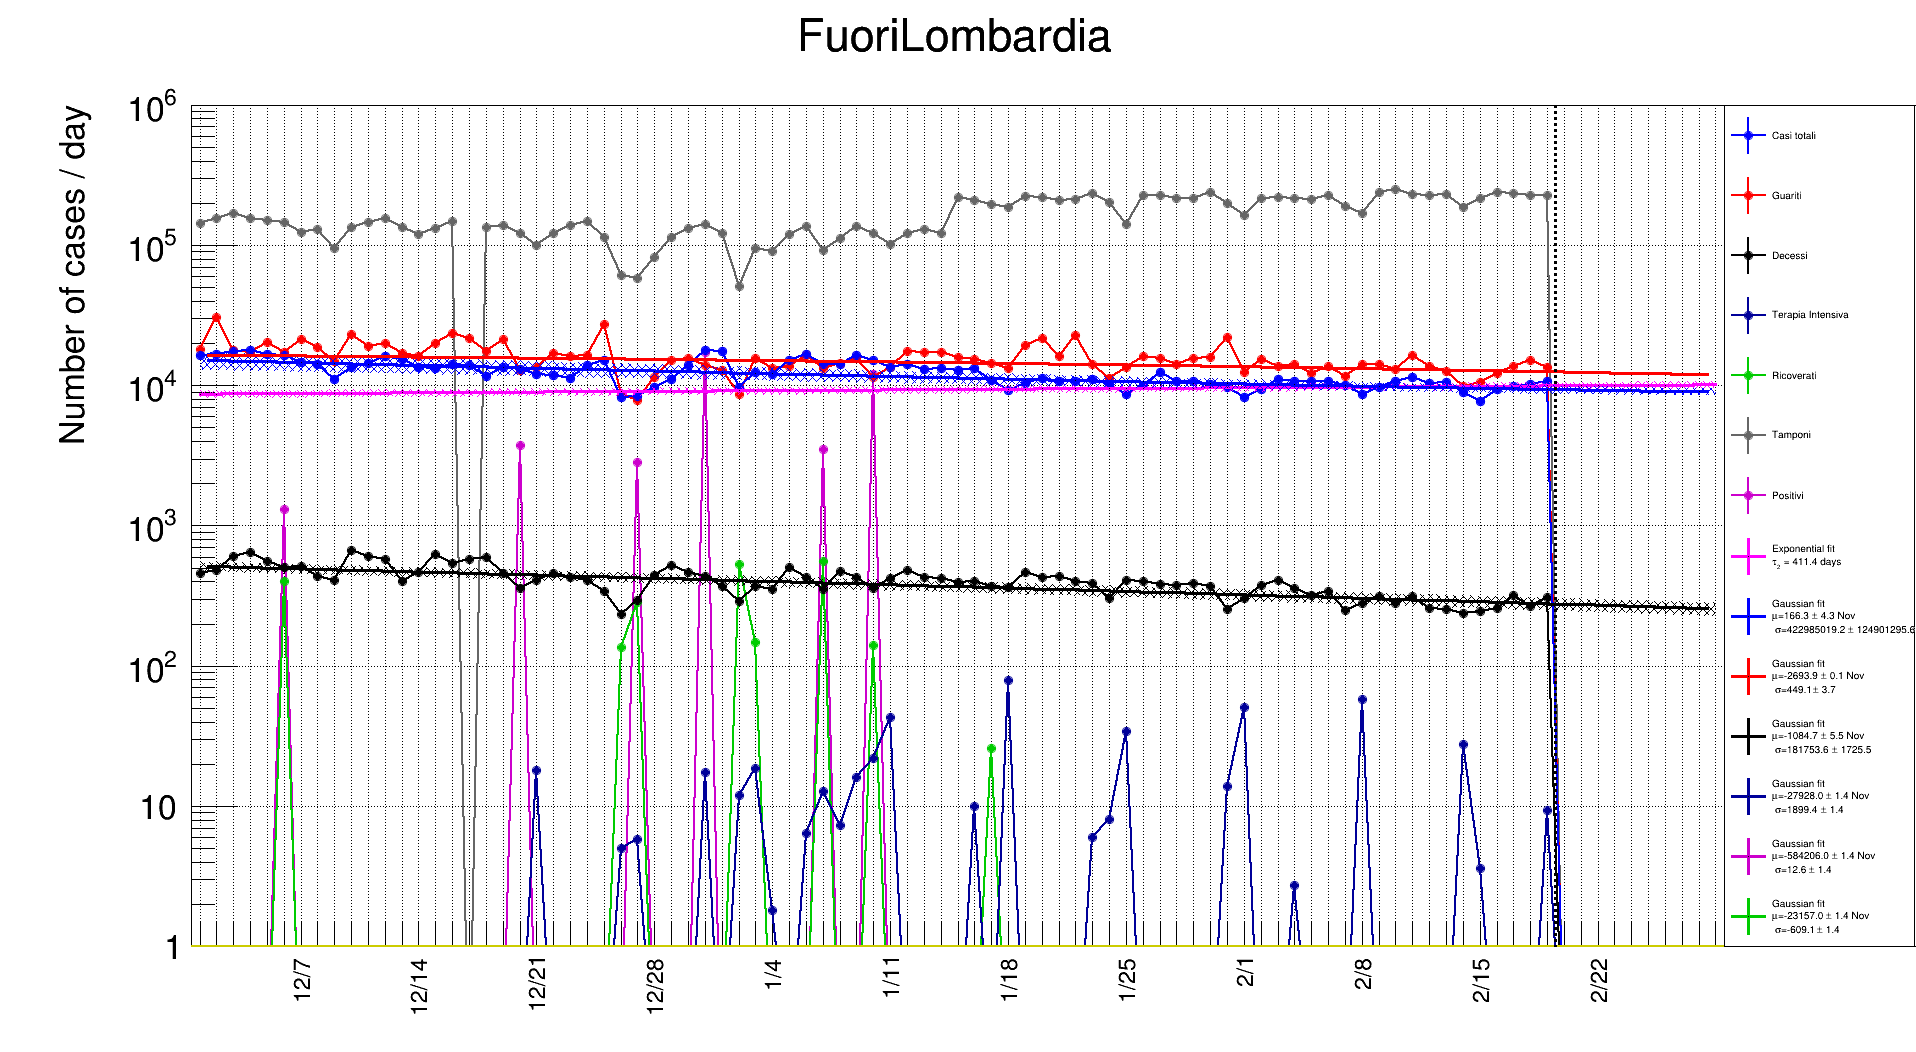 FuoriLombardia
Number of cases / day
10^6
10^5
10^4
10^3
10^2
10
1
12/7
12/14
12/21
12/28
1/4
1/11
1/18
1/25
2/1
2/8
2/15
2/22
Casi totali
Guariti
Decessi
Terapia Intensiva
Ricoverati
Tamponi
Positivi
Exponential fit
τ₂ = 411.4 days
Gaussian fit
μ=166.3 ± 4.3 Nov
σ=422985019.2 ± 124901295.6
Gaussian fit
μ=-2693.9 ± 0.1 Nov
σ=449.1± 3.7
Gaussian fit
μ=-1084.7 ± 5.5 Nov
σ=181753.6 ± 1725.5
Gaussian fit
μ=-27928.0 ± 1.4 Nov
σ=1899.4 ± 1.4
Gaussian fit
μ=-584206.0 ± 1.4 Nov
σ=12.6 ± 1.4
Gaussian fit
μ=-23157.0 ± 1.4 Nov
σ=-609.1 ± 1.4